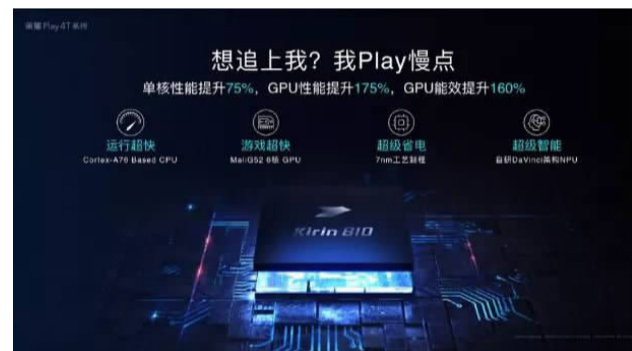 荣耀Play4T系列
想追上我？我Play慢点
单核性能提升75%，GPU性能提升175%，GPU能效提升160%
运行超快
Cortex-A76 Based CPU
游戏超快
MaliG52 6核 GPU
超级省电
7nm工艺制程
超级智能
自研DaVinci架构NPU
Kirin 810